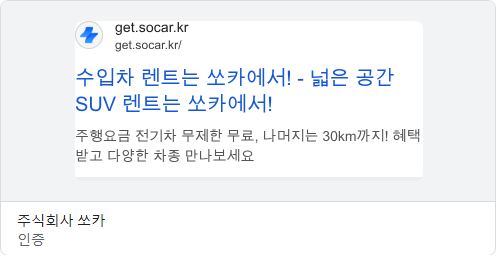 get.socar.kr
get.socar.kr/
수입차 렌트는 쏘카에서! - 넓은 공간
SUV 렌트는 쏘카에서!
주행요금 전기차 무제한 무료, 나머지는 30km까지! 혜택
받고 다양한 차종 만나보세요
주식회사 쏘카
인증